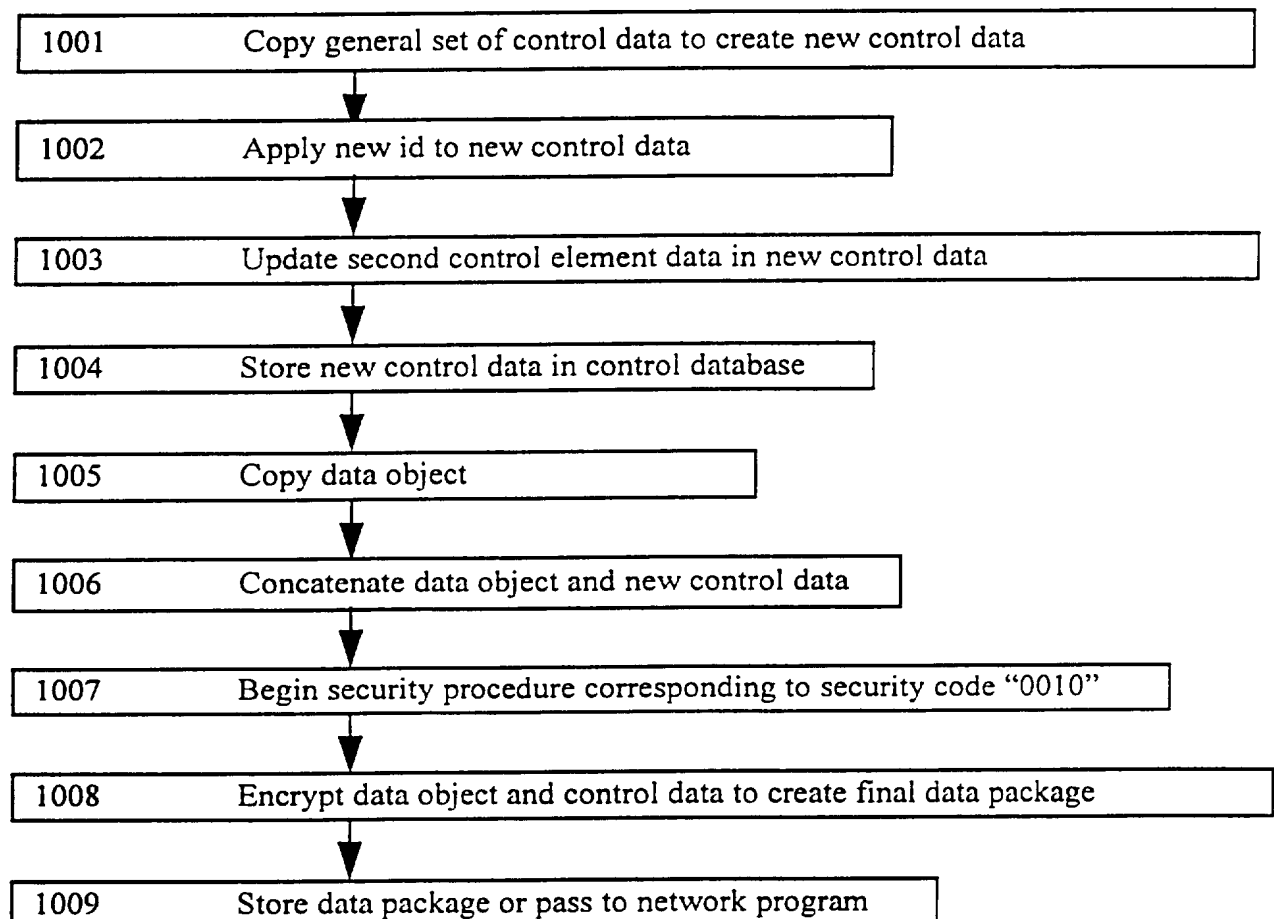 1001 Copy general set of control data to create new control data
1002 Apply new id to new control data
1003 Update second control element data in new control data
1004 Store new control data in control database
1005 Copy data object
1006 Concatenate data object and new control data
1007 Begin security procedure corresponding to security code “0010”
1008 Encrypt data object and control data to create final data package
1009 Store data package or pass to network program